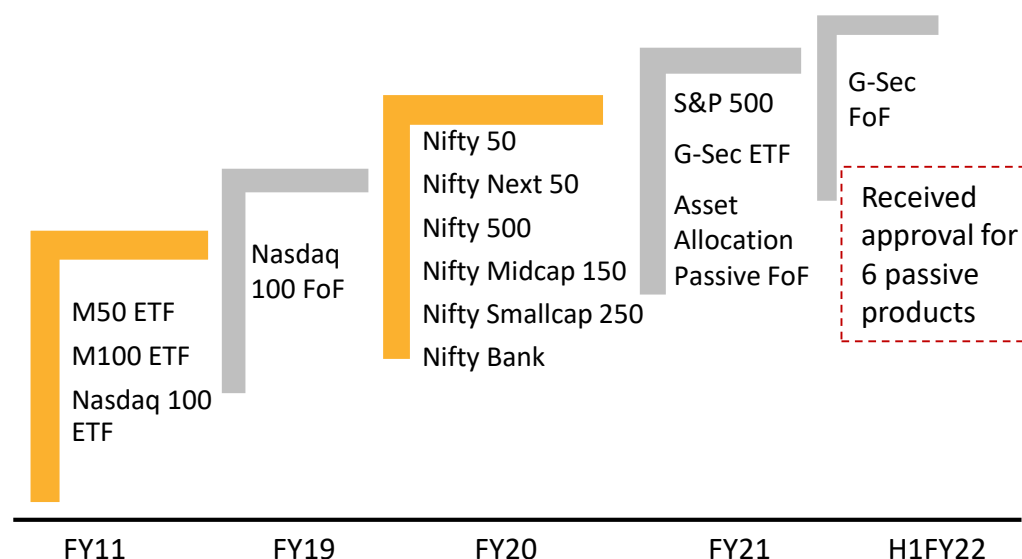 M50 ETF
M100 ETF
Nasdaq 100
ETF
Nasdaq
100 FoF
Nifty 50
Nifty Next 50
Nifty 500
Nifty Midcap 150
Nifty Smallcap 250
Nifty Bank
S&P 500
G-Sec ETF
Asset
Allocation
Passive FoF
G-Sec
FoF
Received
approval for
6 passive
products
FY11
FY19
FY20
FY21
H1FY22